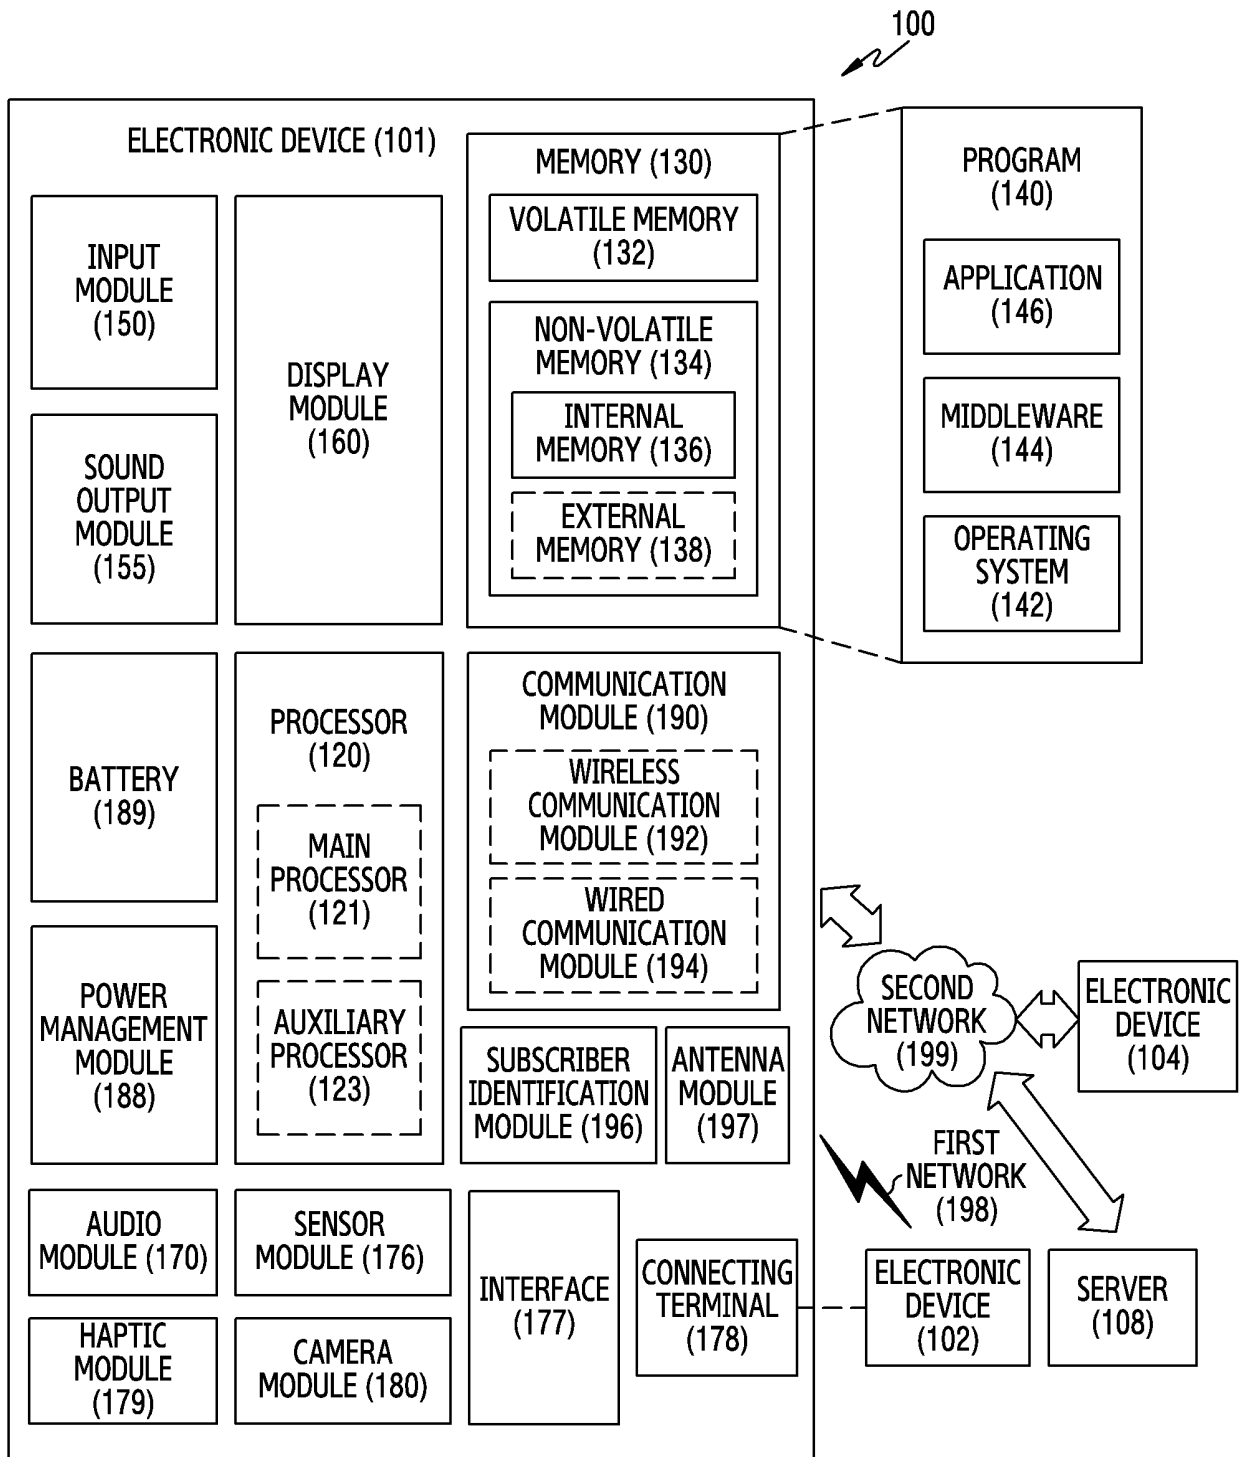 100
ELECTRONIC DEVICE (101)
INPUT
MODULE
(150)
SOUND
OUTPUT
MODULE
(155)
DISPLAY
MODULE
(160)
MEMORY (130)
VOLATILE MEMORY
(132)
NON-VOLATILE
MEMORY (134)
INTERNAL
MEMORY (136)
EXTERNAL
MEMORY (138)
PROGRAM
(140)
APPLICATION
(146)
MIDDLEWARE
(144)
OPERATING
SYSTEM
(142)
BATTERY
(189)
POWER
MANAGEMENT
MODULE
(188)
PROCESSOR
(120)
MAIN
PROCESSOR
(121)
AUXILIARY
PROCESSOR
(123)
COMMUNICATION
MODULE (190)
WIRELESS
COMMUNICATION
MODULE (192)
WIRED
COMMUNICATION
MODULE (194)
SUBSCRIBER
IDENTIFICATION
MODULE (196)
ANTENNA
MODULE
(197)
SECOND
NETWORK
(199)
ELECTRONIC
DEVICE
(104)
FIRST
NETWORK
(198)
AUDIO
MODULE (170)
SENSOR
MODULE (176)
HAPTIC
MODULE
(179)
CAMERA
MODULE (180)
INTERFACE
(177)
CONNECTING
TERMINAL
(178)
ELECTRONIC
DEVICE
(102)
SERVER
(108)